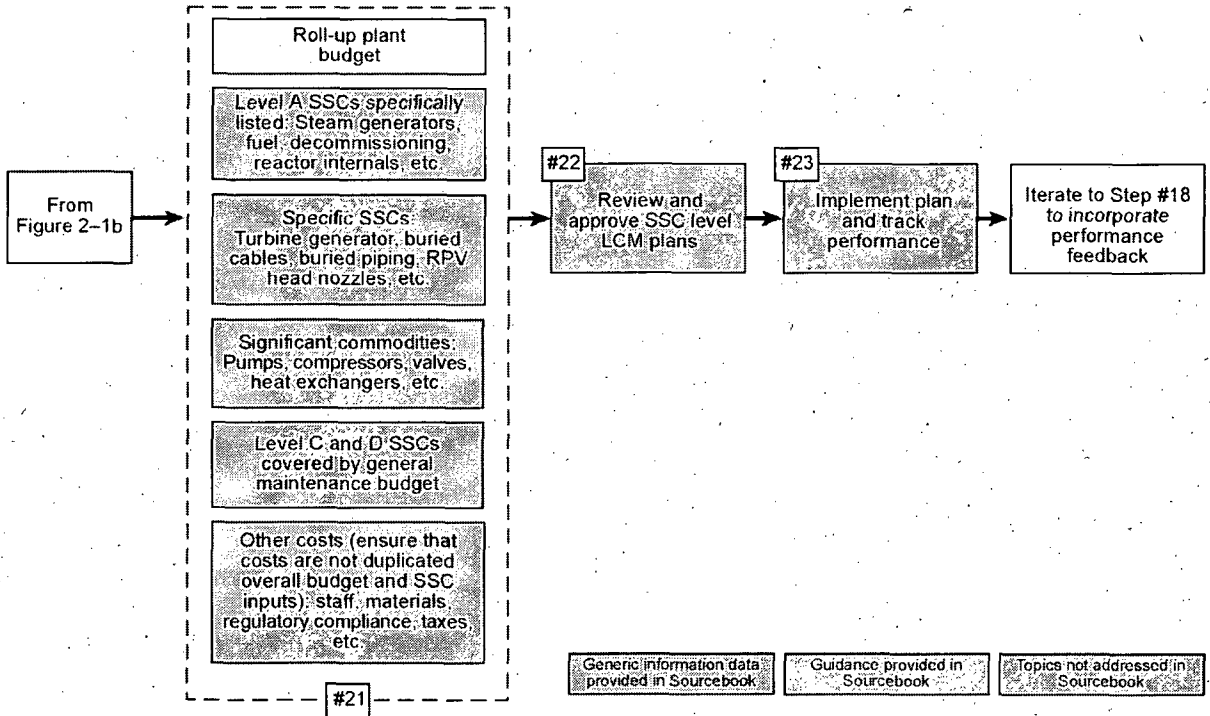 Roll-up plant
budget
Level A SSCs specifically
listed: Steam generators,
fuel, decommissioning,
reactor internals, etc.
Specific SSCs:
Turbine generator, buried
cables, buried piping, RPV
head nozzles, etc.
Significant commodities:
Pumps, compressors, valves,
heat exchangers, etc.
Level C and D SSCs
covered by general
maintenance budget
Other costs (ensure that
costs are not duplicated
overall budget and SSC
inputs): staff, materials,
regulatory compliance, taxes,
etc.
#21
From
Figure 2–1b
#22
Review and
approve SSC level
LCM plans
#23
Implement plan
and track
performance
Iterate to Step #18
to incorporate
performance
feedback
Generic information data
provided in Sourcebook
Guidance provided in
Sourcebook
Topics not addressed in
Sourcebook